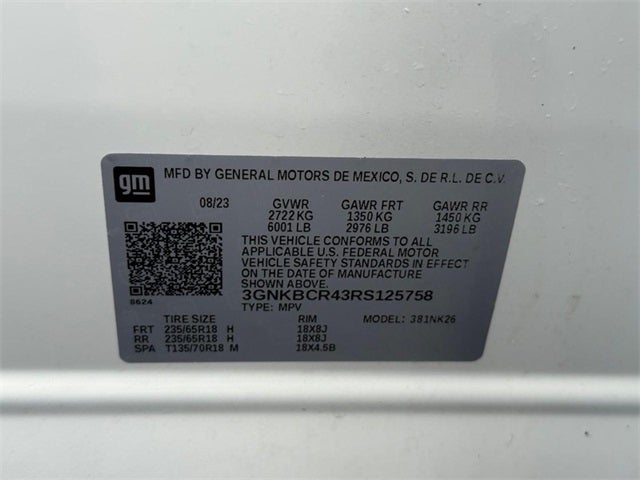 gm MFD BY GENERAL MOTORS DE MEXICO, S. DE R.L. DE C.V.
08/23 GVWR GAWR FRT GAWR RR
2722 KG 1350 KG 1450 KG
6001 LB 2976 LB 3196 LB
THIS VEHICLE CONFORMS TO ALL
APPLICABLE U.S. FEDERAL MOTOR
VEHICLE SAFETY STANDARDS IN EFFECT
ON THE DATE OF MANUFACTURE
SHOWN ABOVE.
8624 3GNKBCR43RS125758
TYPE: MPV
TIRE SIZE RIM MODEL: 381NK26
FRT 235/65R18 H 18X8J
RR 235/65R18 H 18X8J
SPA T135/70R18 M 18X4.5B